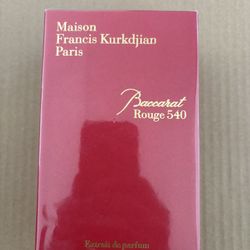 Maison
Francis Kurkdjian
Paris
Baccarat
Rouge 540
Extrait de parfum